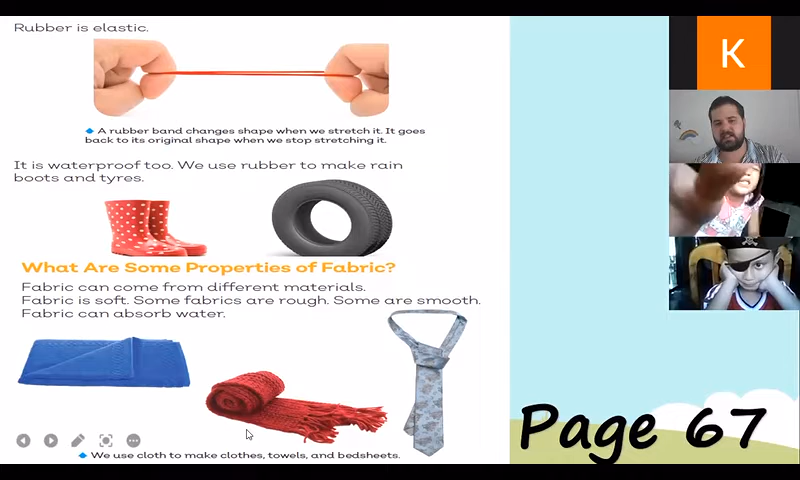 Rubber is elastic.
A rubber band changes shape when we stretch it. It goes
back to its original shape when we stop stretching it.
It is waterproof too. We use rubber to make rain
boots and tyres.
What Are Some Properties of Fabric?
Fabric can come from different materials.
Fabric is soft. Some fabrics are rough. Some are smooth.
Fabric can absorb water.
We use cloth to make clothes, towels, and bedsheets.
Page 67
K